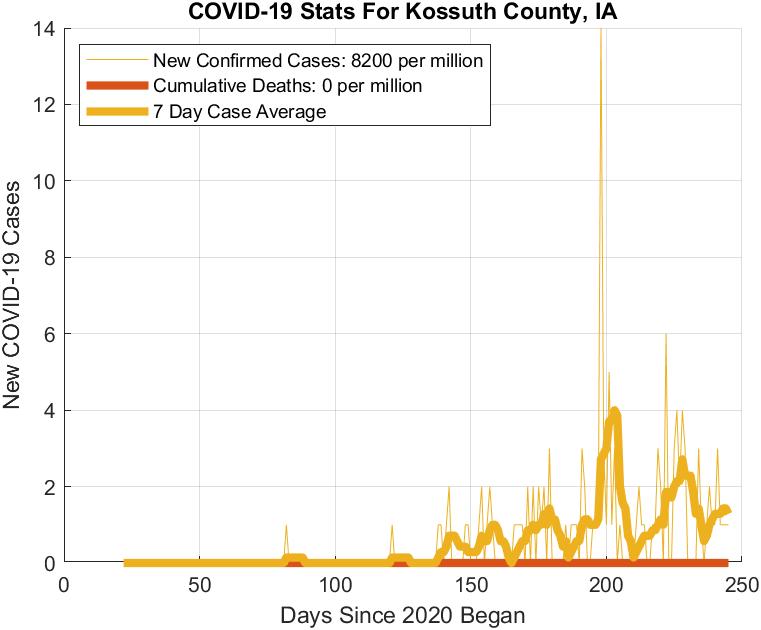 COVID-19 Stats For Kossuth County, IA
New Confirmed Cases: 8200 per million
Cumulative Deaths: 0 per million
7 Day Case Average
New COVID-19 Cases
14
12
10
8
6
4
2
0
0 50 100 150 200 250
Days Since 2020 Began